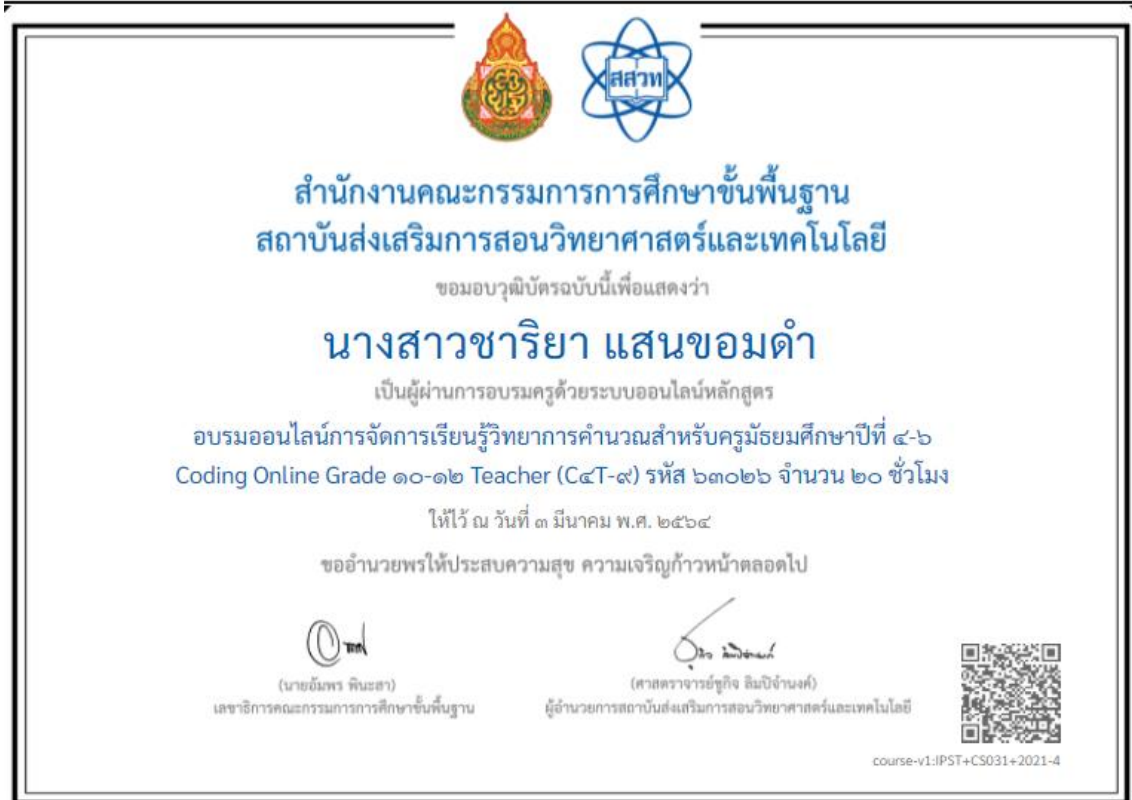 สสวท
สำนักงานคณะกรรมการการศึกษาขั้นพื้นฐาน
สถาบันส่งเสริมการสอนวิทยาศาสตร์และเทคโนโลยี
ขอมอบวุฒิบัตรฉบับนี้เพื่อแสดงว่า
นางสาวชาริยา แสนขอมดำ
เป็นผู้ผ่านการอบรมครูด้วยระบบออนไลน์หลักสูตร
อบรมออนไลน์การจัดการเรียนรู้วิทยาการคำนวณสำหรับครูมัธยมศึกษาปีที่ ๔-๖
Coding Online Grade ๑๐-๑๒ Teacher (C๔T-๙) รหัส ๖๓๐๒๖ จำนวน ๒๐ ชั่วโมง
ให้ไว้ ณ วันที่ ๓ มีนาคม พ.ศ. ๒๕๖๔
ขออำนวยพรให้ประสบความสุข ความเจริญก้าวหน้าตลอดไป
(นายอัมพร พินะสา)
เลขาธิการคณะกรรมการการศึกษาขั้นพื้นฐาน
(ศาสตราจารย์ชูกิจ ลิมปิจำนงค์)
ผู้อำนวยการสถาบันส่งเสริมการสอนวิทยาศาสตร์และเทคโนโลยี
course-v1:IPST+CS031+2021-4